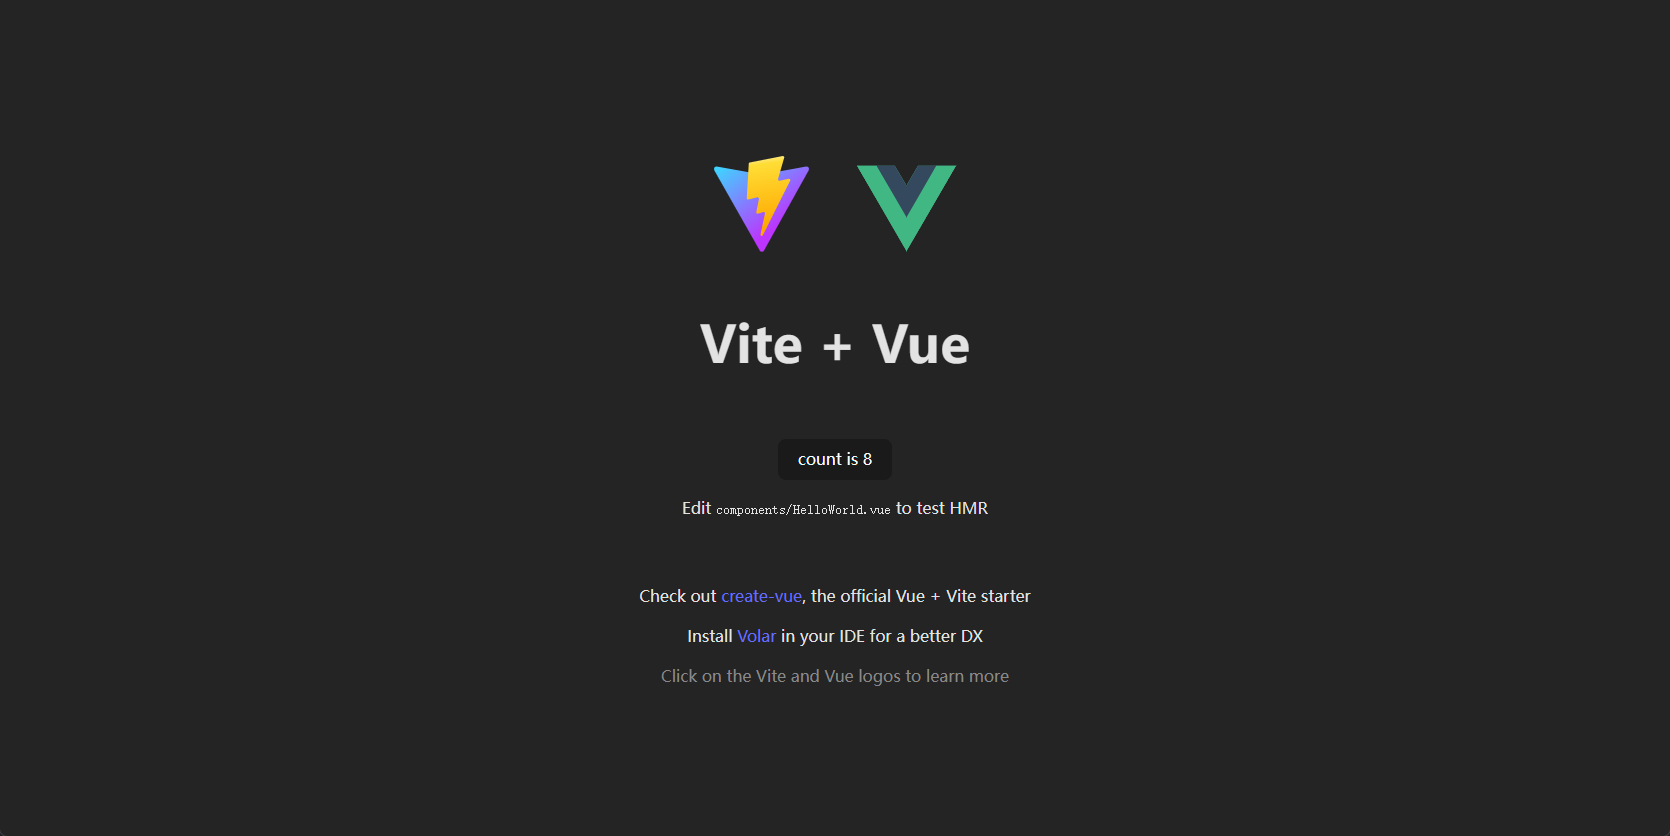 Vite + Vue
count is 8
Edit components/HelloWorld.vue to test HMR
Check out create-vue, the official Vue + Vite starter
Install Volar in your IDE for a better DX
Click on the Vite and Vue logos to learn more